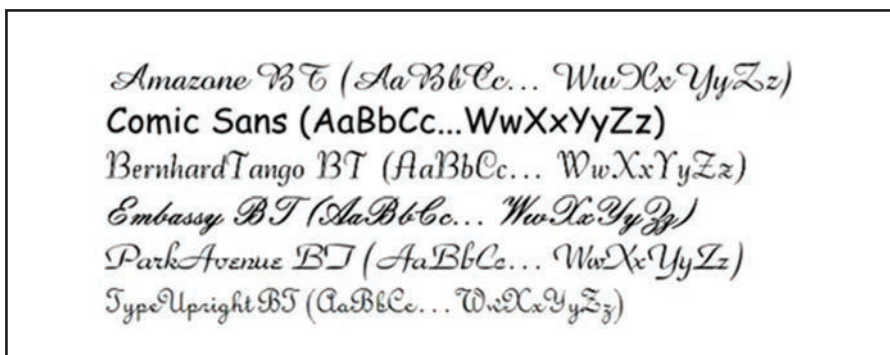 Amazone BT (AaBbCc... WwXxYyZz)
Comic Sans (AaBbCc...WwXxYyZz)
BernhardTango BT (AaBbCc... WwXxYyZz)
Embassy BT (AaBbCc... WwXxYyZz)
ParkAvenue BT (AaBbCc... WwXxYyZz)
TypeUpright BT (AaBbCc... WwXxYyZz)